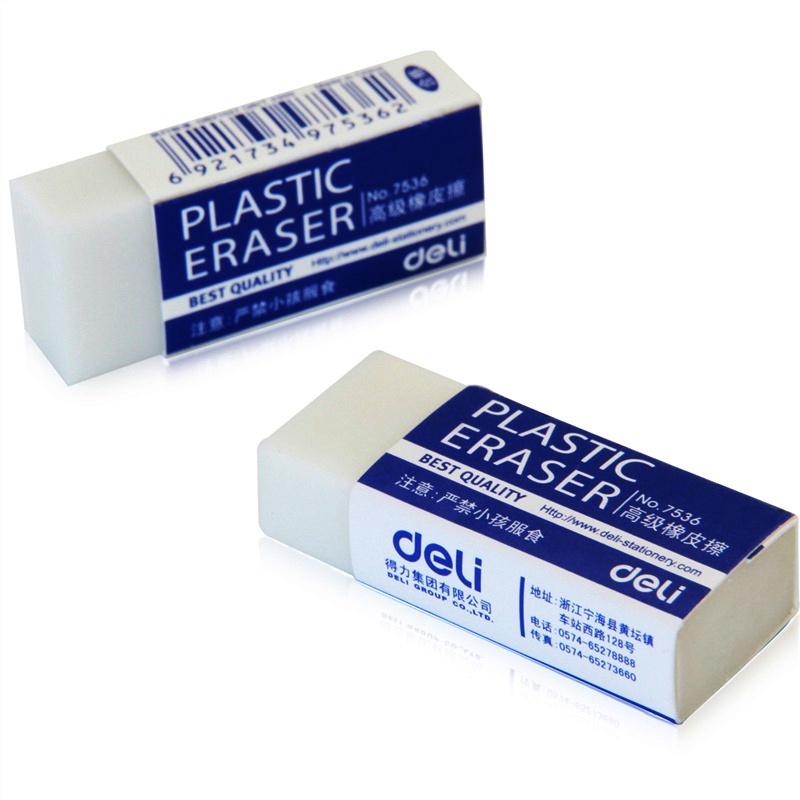 6 921734 975362
PLASTIC
ERASER
No.7536
高级橡皮擦
BEST QUALITY
Http://www.deli-stationery.com
deli
注意:严禁小孩服食
PLASTIC
ERASER
No.7536
高级橡皮擦
BEST QUALITY
Http://www.deli-stationery.com
注意:严禁小孩服食
deli
deli
得力集团有限公司
DELI GROUP CO.,LTD.
地址:浙江宁海县黄坛镇
车站西路128号
电话:0574-65278888
传真:0574-65273660